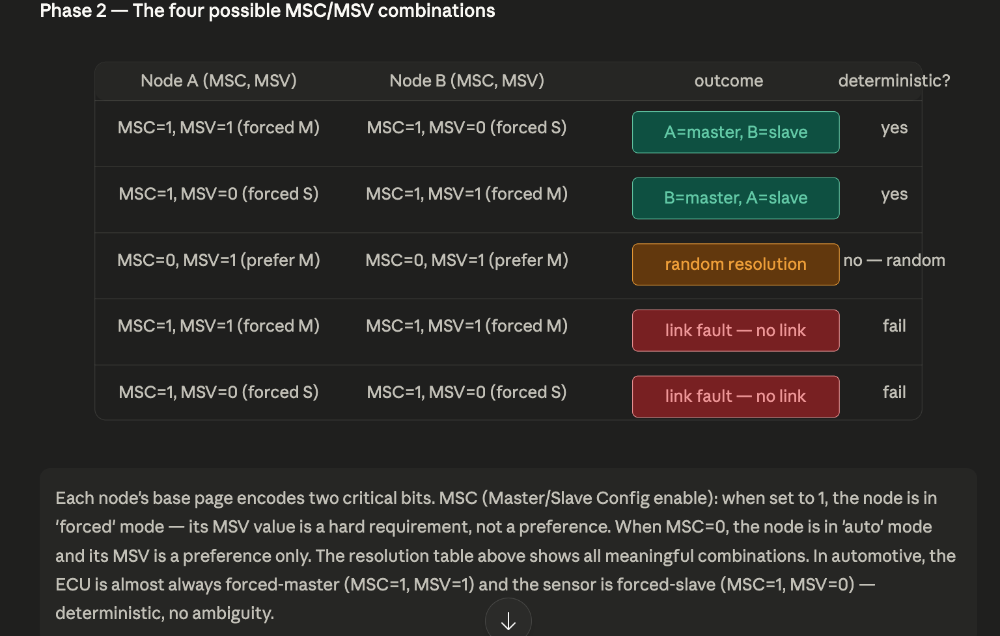 Phase 2 — The four possible MSC/MSV combinations
Node A (MSC, MSV) Node B (MSC, MSV) outcome deterministic?
MSC=1, MSV=1 (forced M) MSC=1, MSV=0 (forced S) A=master, B=slave yes
MSC=1, MSV=0 (forced S) MSC=1, MSV=1 (forced M) B=master, A=slave yes
MSC=0, MSV=1 (prefer M) MSC=0, MSV=1 (prefer M) random resolution no — random
MSC=1, MSV=1 (forced M) MSC=1, MSV=1 (forced M) link fault — no link fail
MSC=1, MSV=0 (forced S) MSC=1, MSV=0 (forced S) link fault — no link fail
Each node's base page encodes two critical bits. MSC (Master/Slave Config enable): when set to 1, the node is in
'forced' mode — its MSV value is a hard requirement, not a preference. When MSC=0, the node is in 'auto' mode
and its MSV is a preference only. The resolution table above shows all meaningful combinations. In automotive, the
ECU is almost always forced-master (MSC=1, MSV=1) and the sensor is forced-slave (MSC=1, MSV=0) —
deterministic, no ambiguity.